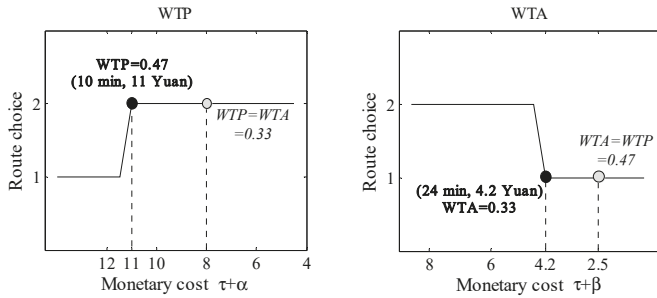 WTP
WTP=0.47
(10 min, 11 Yuan)
WTP=WTA
=0.33
Route choice
2
1
12 11 10 8 6 4
Monetary cost τ+α
WTA
WTA=WTP
=0.47
(24 min, 4.2 Yuan)
WTA=0.33
Route choice
2
1
8 6 4.2 2.5
Monetary cost τ+β